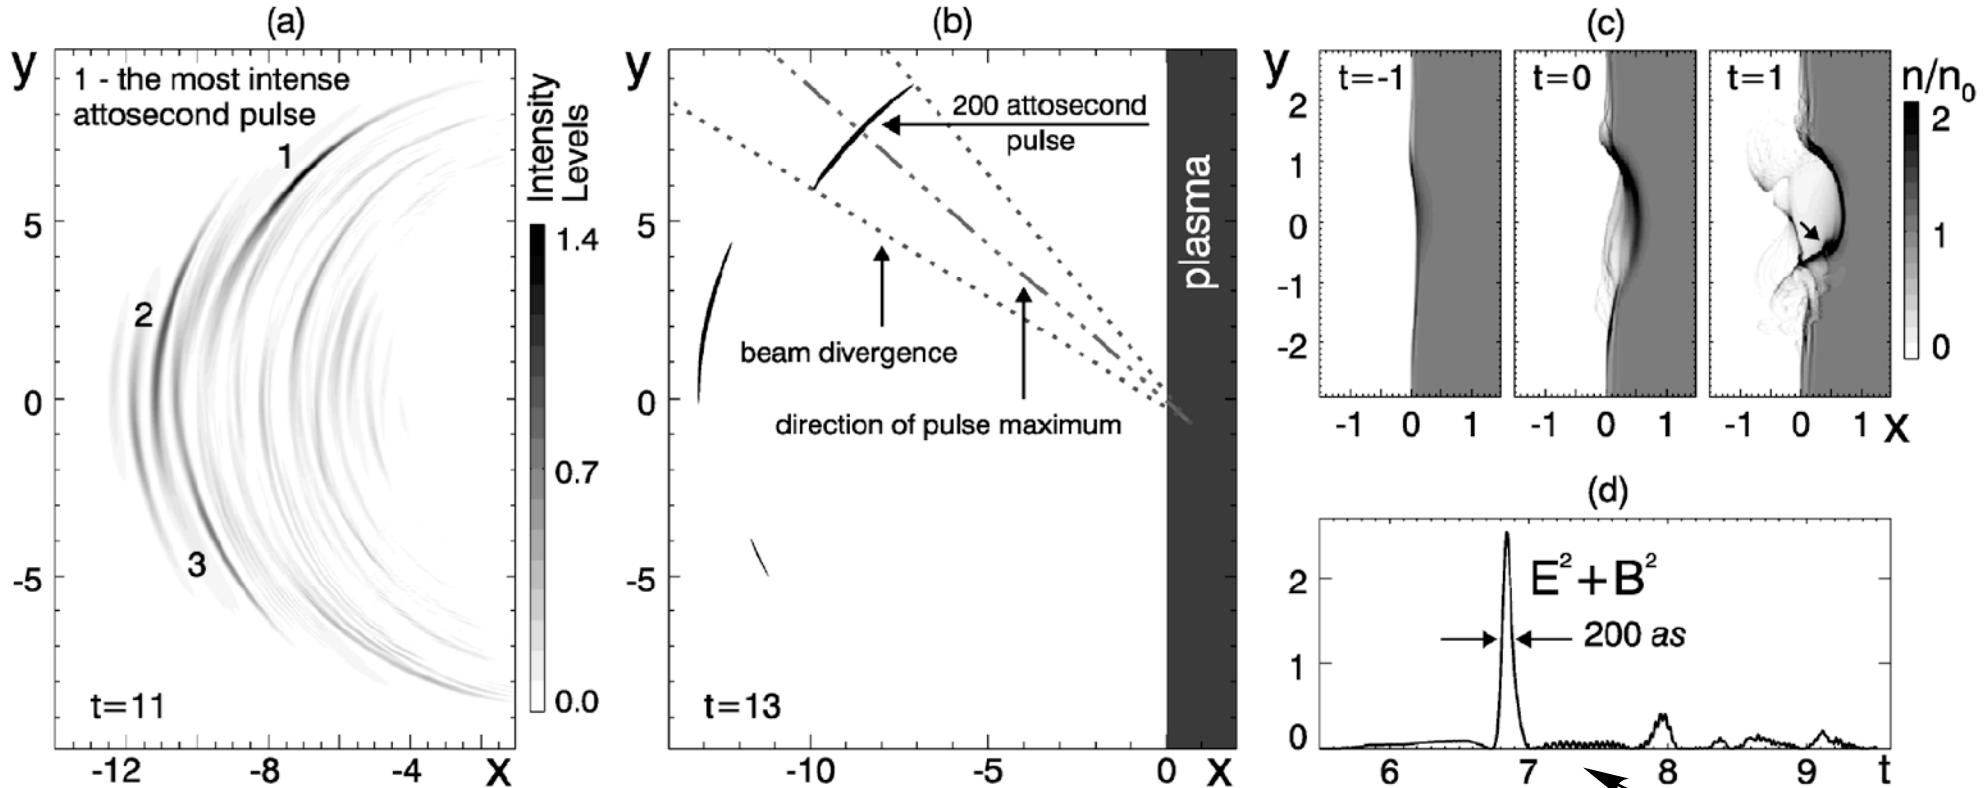 (a)
y
1 - the most intense
attosecond pulse
1
2
3
5
0
-5
t=11
-12
-8
-4
x
Intensity
Levels
1.4
0.7
0.0
(b)
y
200 attosecond
pulse
beam divergence
direction of pulse maximum
plasma
5
0
-5
t=13
-10
-5
0
x
(c)
y
t=-1
t=0
t=1
n/n₀
2
1
0
-1
-2
2
1
0
-1 0 1
-1 0 1
-1 0 1
x
(d)
E²+B²
200 as
2
1
0
6
7
8
9
t